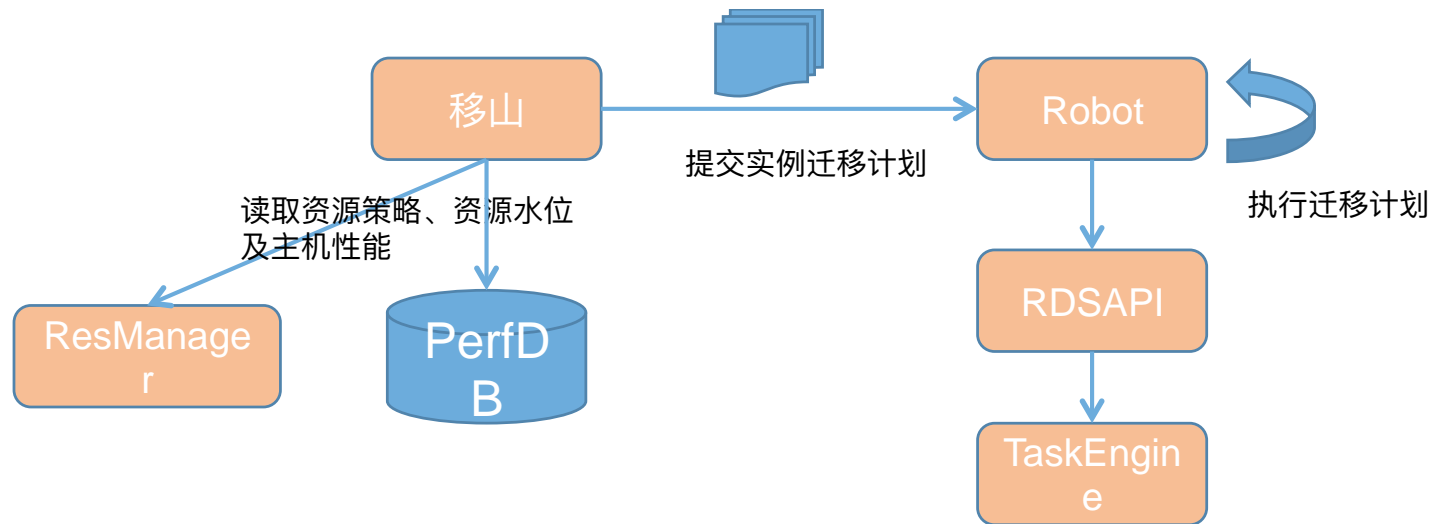 移山
Robot
提交实例迁移计划
执行迁移计划
读取资源策略、资源水位
及主机性能
RDSAPI
ResManage
r
PerfD
B
TaskEngin
e